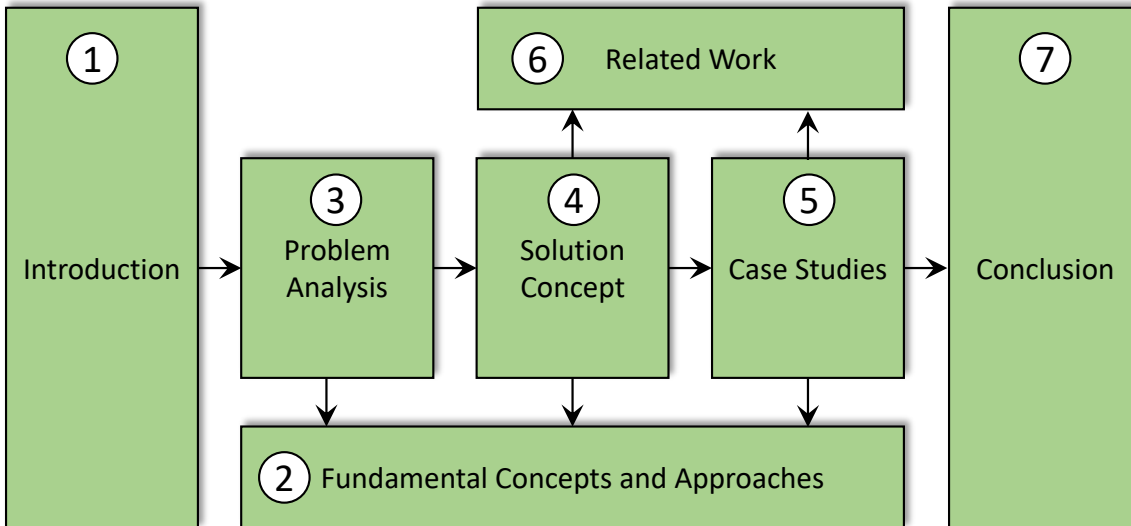 1
Introduction
2 Fundamental Concepts and Approaches
3
Problem
Analysis
4
Solution
Concept
5
Case Studies
6 Related Work
7
Conclusion